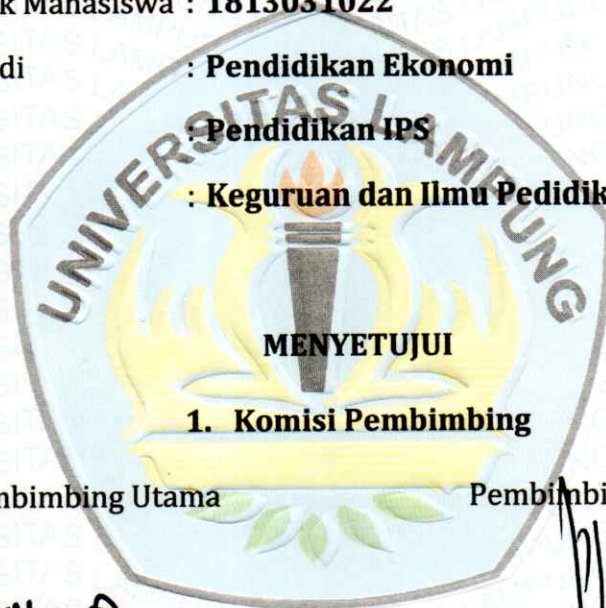 k Mahasiswa : 1813031022
di : Pendidikan Ekonomi
: Pendidikan IPS
: Keguruan dan Ilmu Pedidik
UNIVERSITAS LAMPUNG
MENYETUJUI
1. Komisi Pembimbing
mbimbing Utama Pembimbi